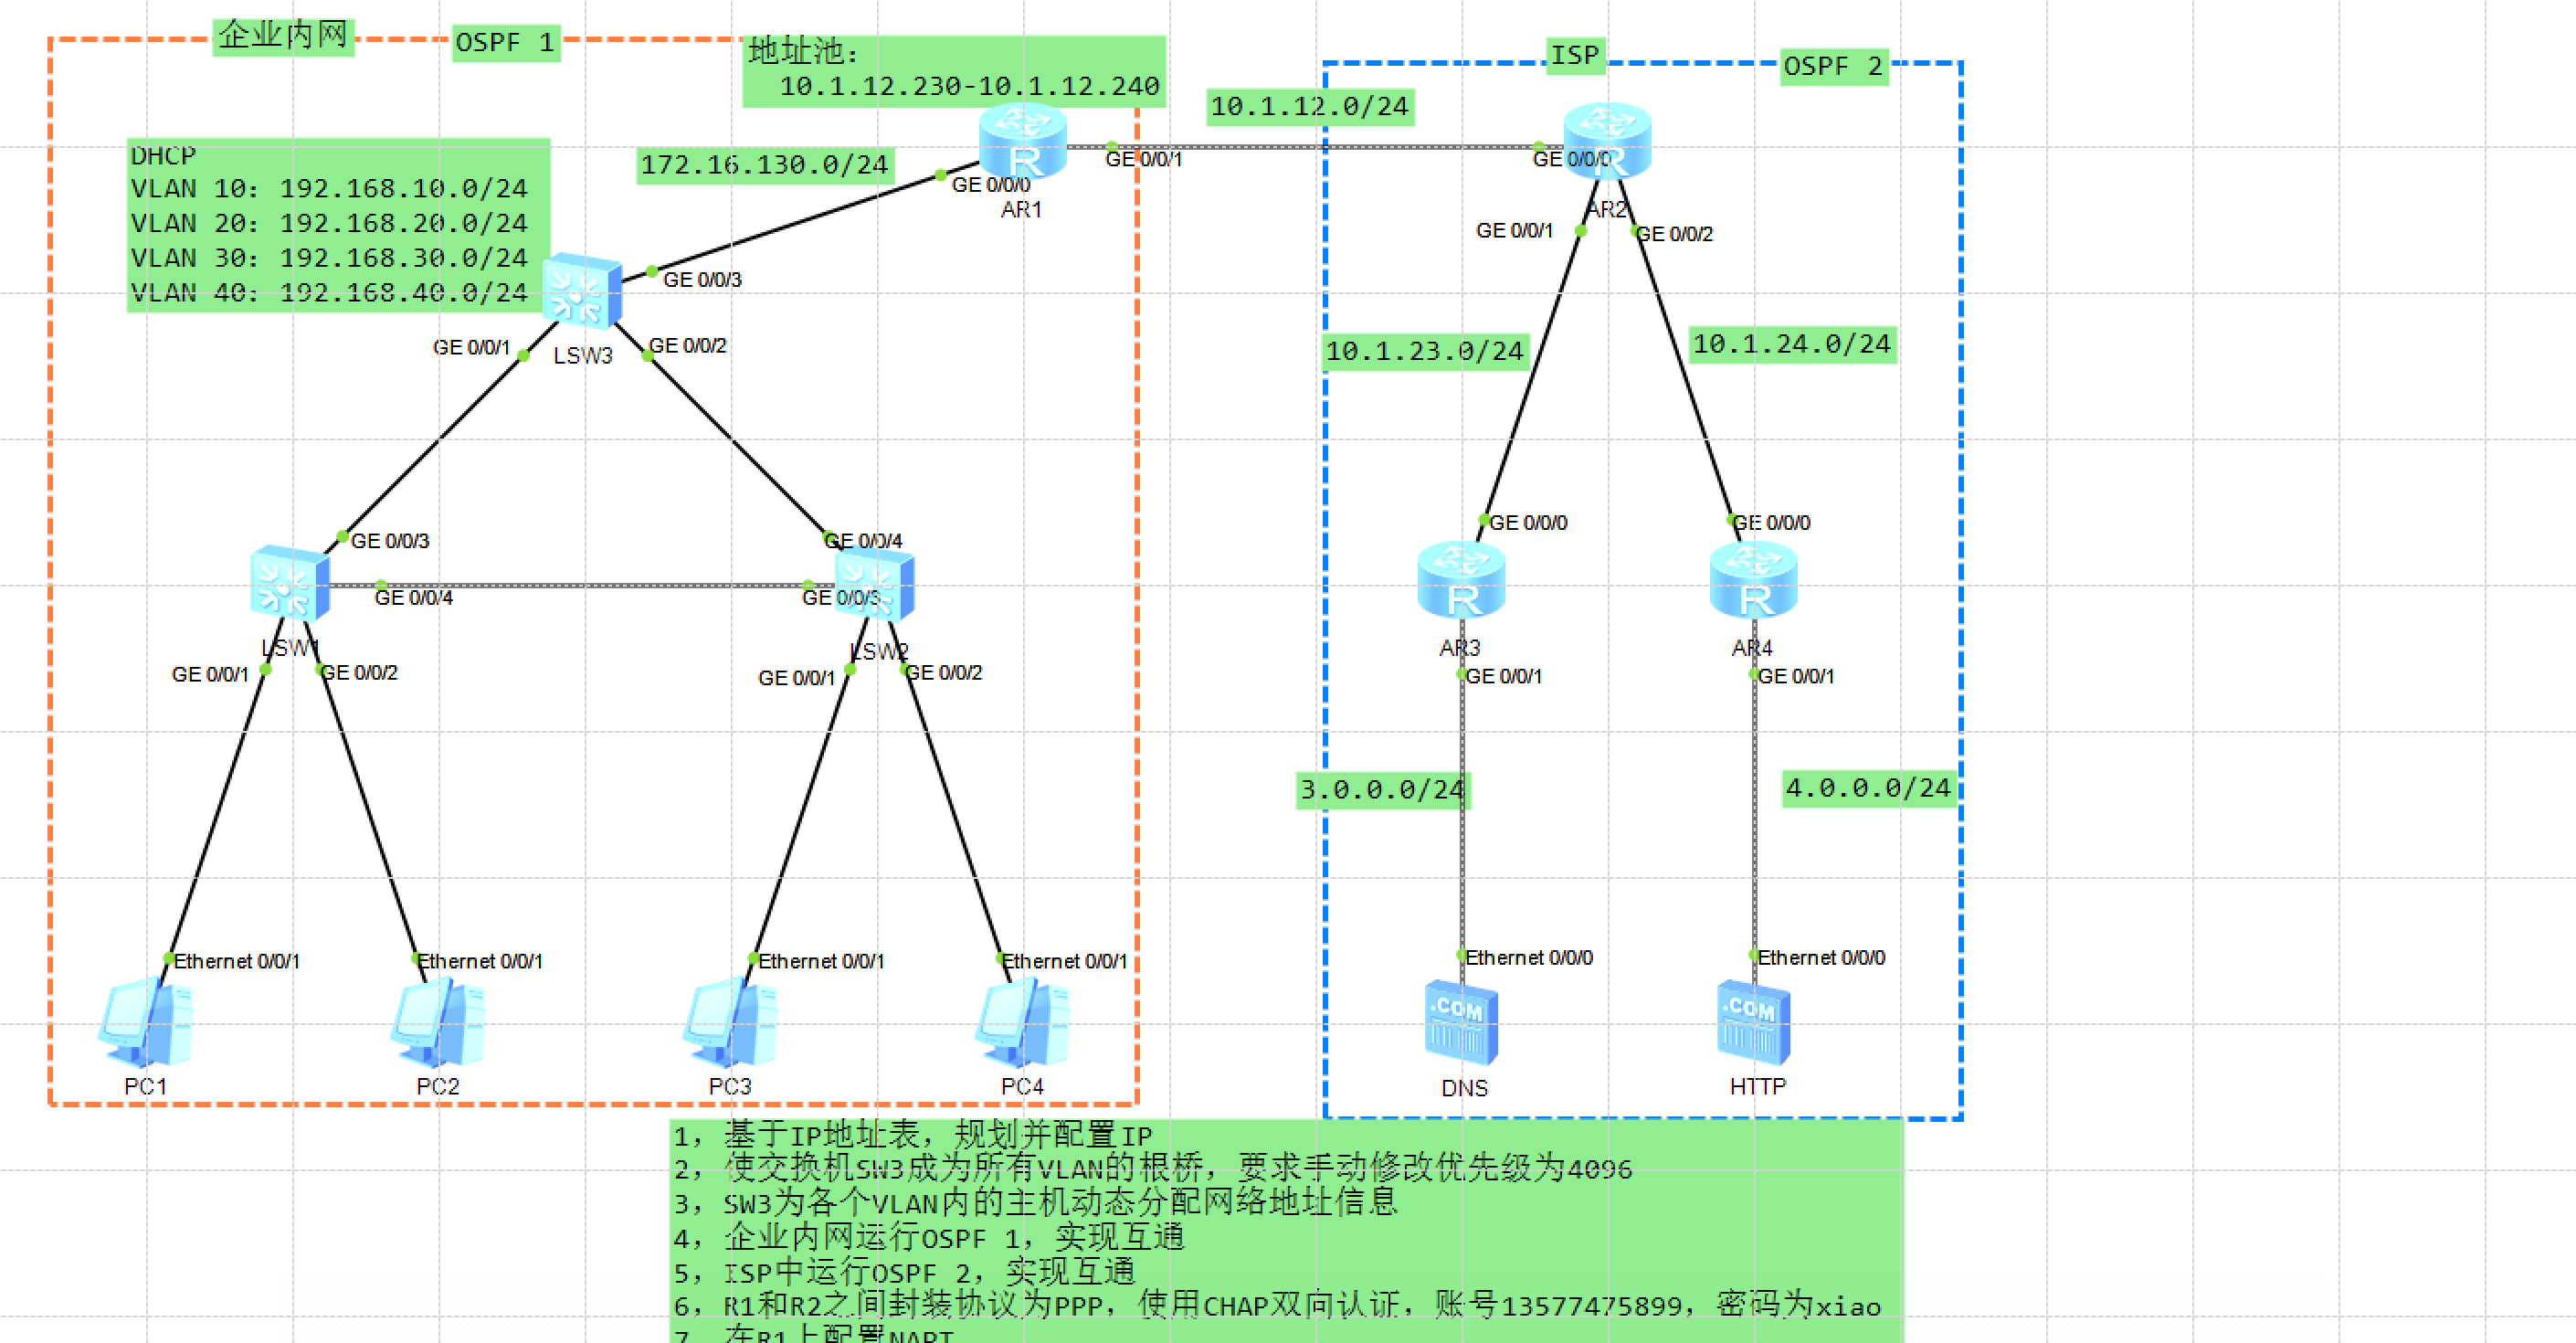 企业内网
OSPF 1
地址池：
10.1.12.230-10.1.12.240
ISP
OSPF 2
10.1.12.0/24
DHCP
VLAN 10: 192.168.10.0/24
VLAN 20: 192.168.20.0/24
VLAN 30: 192.168.30.0/24
VLAN 40: 192.168.40.0/24
172.16.130.0/24
GE 0/0/0
AR1
GE 0/0/1
GE 0/0/0
AR2
GE 0/0/1
GE 0/0/2
GE 0/0/3
GE 0/0/1
LSW3
GE 0/0/2
10.1.23.0/24
10.1.24.0/24
GE 0/0/3
GE 0/0/4
GE 0/0/0
GE 0/0/0
GE 0/0/4
GE 0/0/3
LSW1
LSW2
AR3
AR4
GE 0/0/1
GE 0/0/2
GE 0/0/1
GE 0/0/2
GE 0/0/1
GE 0/0/1
3.0.0.0/24
4.0.0.0/24
Ethernet 0/0/1
Ethernet 0/0/1
Ethernet 0/0/1
Ethernet 0/0/1
Ethernet 0/0/0
Ethernet 0/0/0
.COM
.COM
PC1
PC2
PC3
PC4
DNS
HTTP
1，基于IP地址表，规划并配置IP
2，使交换机SW3成为所有VLAN的根桥，要求手动修改优先级为4096
3，SW3为各个VLAN内的主机动态分配网络地址信息
4，企业内网运行OSPF 1，实现互通
5，ISP中运行OSPF 2，实现互通
6，R1和R2之间封装协议为PPP，使用CHAP双向认证，账号13577475899，密码为xiao
7，在R1上配置NAPT